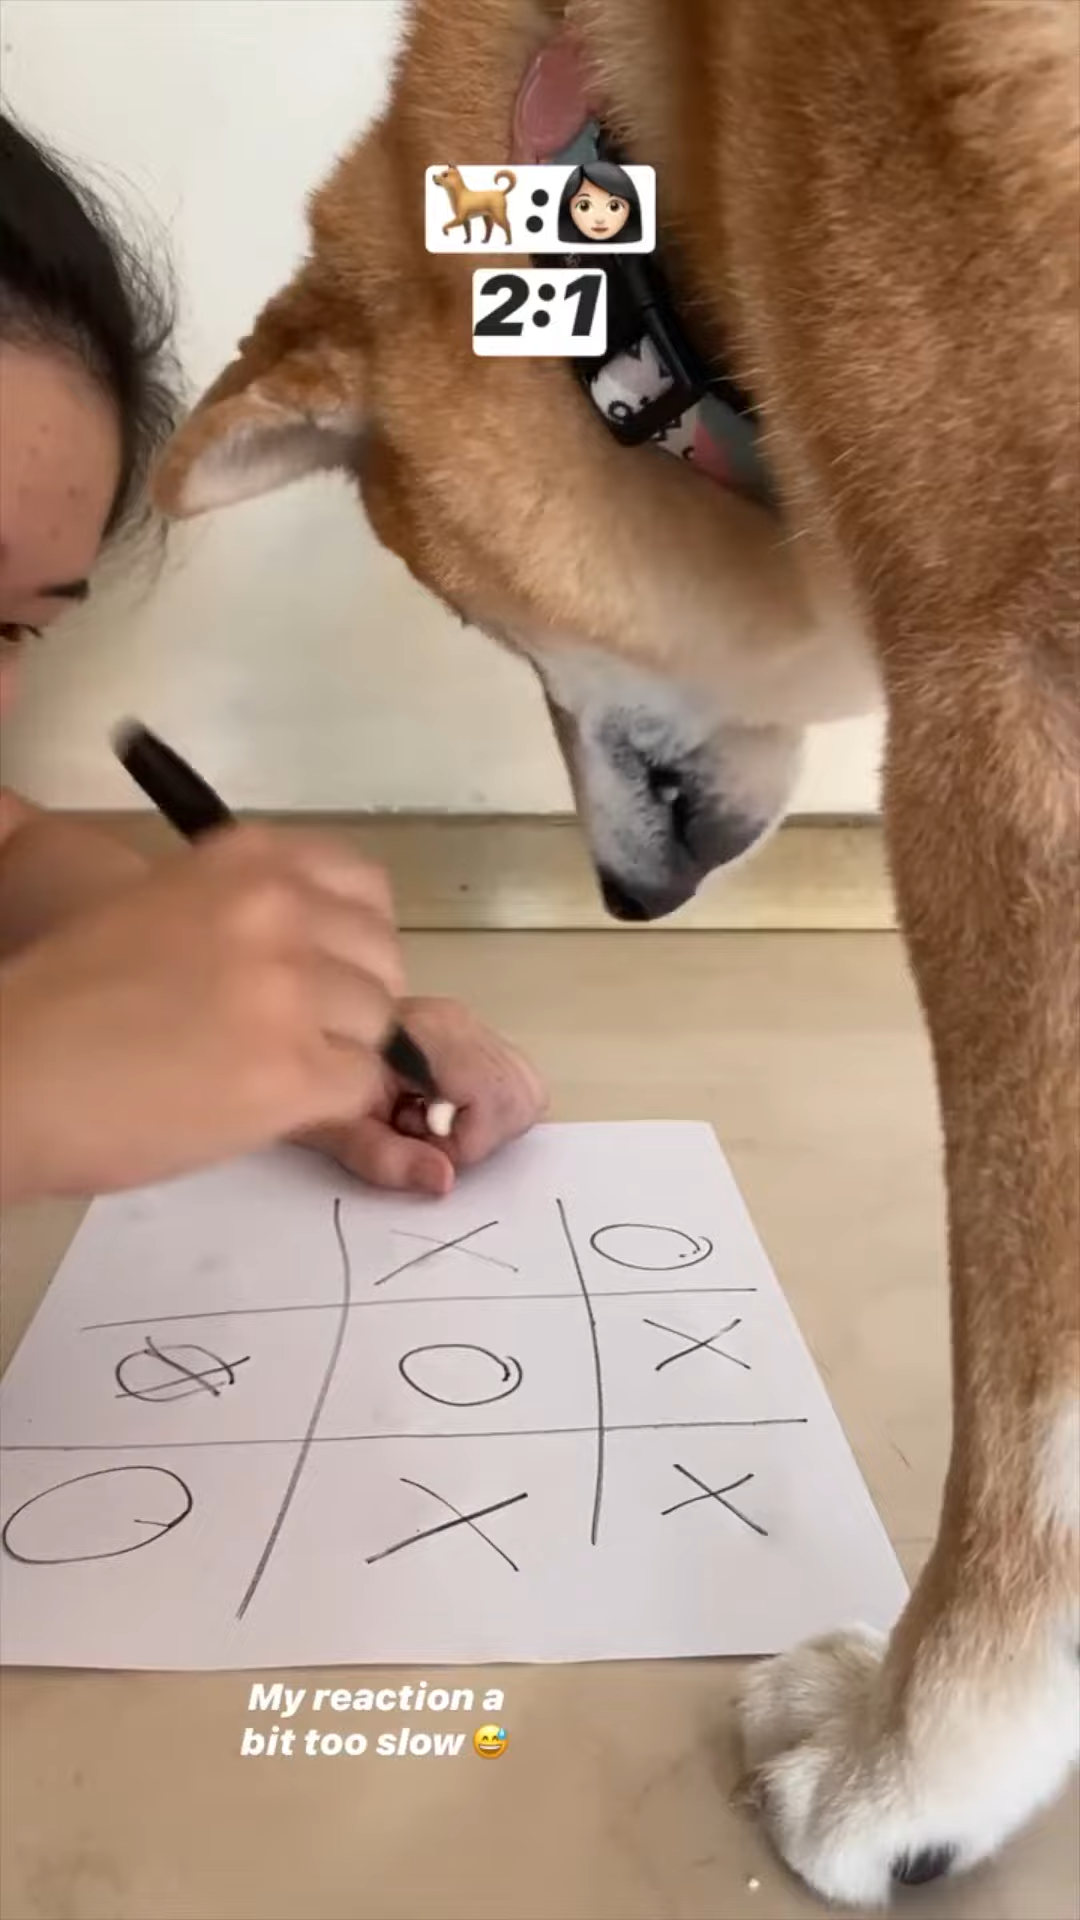 🐕:👩🏻
2:1
X O
Ø O X
O X X
My reaction a
bit too slow 😅